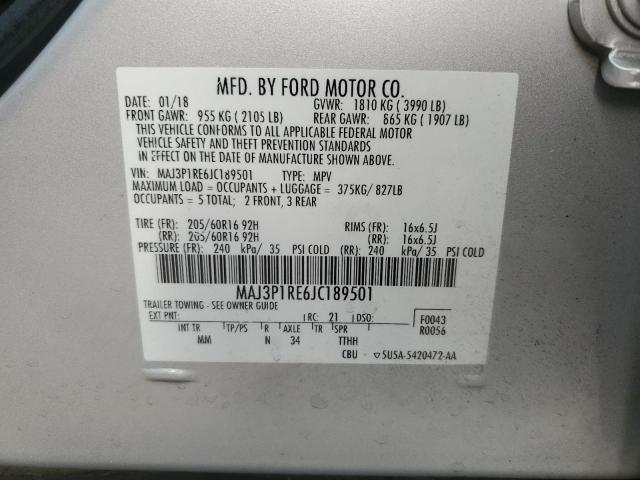 MFD. BY FORD MOTOR CO.
DATE: 01/18 GVWR: 1810 KG ( 3990 LB)
FRONT GAWR: 955 KG ( 2105 LB) REAR GAWR: 865 KG ( 1907 LB)
THIS VEHICLE CONFORMS TO ALL APPLICABLE FEDERAL MOTOR
VEHICLE SAFETY AND THEFT PREVENTION STANDARDS
IN EFFECT ON THE DATE OF MANUFACTURE SHOWN ABOVE.
VIN: MAJ3P1RE6JC189501 TYPE: MPV
MAXIMUM LOAD = OCCUPANTS + LUGGAGE = 375KG/ 827LB
OCCUPANTS = 5 TOTAL; 2 FRONT, 3 REAR
TIRE (FR): 205/60R16 92H RIMS (FR): 16x6.5J
(RR): 205/60R16 92H (RR): 16x6.5J
PRESSURE (FR): 240 kPa/ 35 PSI COLD (RR): 240 kPa/ 35 PSI COLD
MAJ3P1RE6JC189501
TRAILER TOWING - SEE OWNER GUIDE
EXT PNT: RC: 21 DSO: F0043
INT TR TP/PS R AXLE TR SPR R0056
MM N 34 TTHH
CBU ▽5U5A-5420472-AA